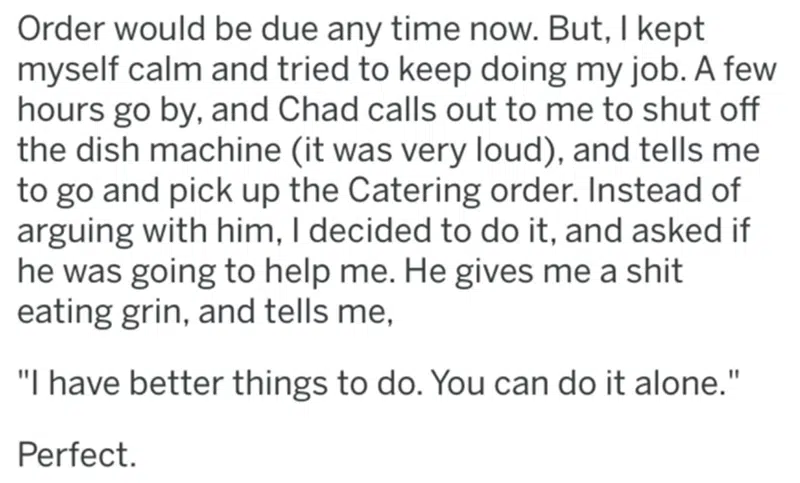 Order would be due any time now. But, I kept
myself calm and tried to keep doing my job. A few
hours go by, and Chad calls out to me to shut off
the dish machine (it was very loud), and tells me
to go and pick up the Catering order. Instead of
arguing with him, I decided to do it, and asked if
he was going to help me. He gives me a shit
eating grin, and tells me,
"I have better things to do. You can do it alone."
Perfect.